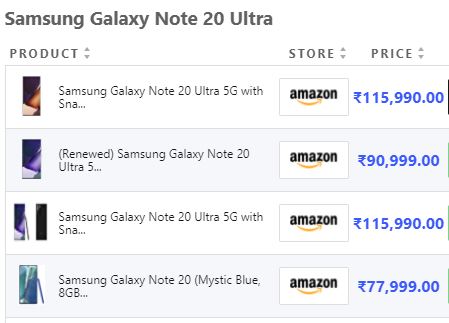 Samsung Galaxy Note 20 Ultra
PRODUCT STORE PRICE
Samsung Galaxy Note 20 Ultra 5G with
Sna...
amazon ₹115,990.00
(Renewed) Samsung Galaxy Note 20
Ultra 5...
amazon ₹90,999.00
Samsung Galaxy Note 20 Ultra 5G with
Sna...
amazon ₹115,990.00
Samsung Galaxy Note 20 (Mystic Blue,
8GB...
amazon ₹77,999.00